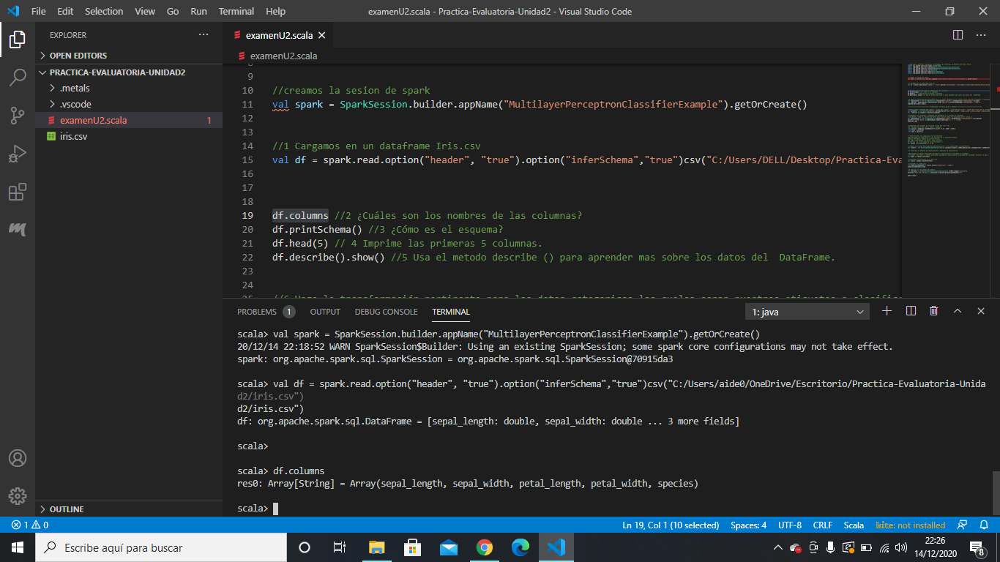 File Edit Selection View Go Run Terminal Help
examenU2.scala - Practica-Evaluatoria-Unidad2 - Visual Studio Code
EXPLORER
OPEN EDITORS
PRACTICA-EVALUATORIA-UNIDAD2
.metals
.vscode
examenU2.scala 1
iris.csv
OUTLINE
examenU2.scala
examenU2.scala
9
10 //creamos la sesion de spark
11 val spark = SparkSession.builder.appName("MultilayerPerceptronClassifierExample").getOrCreate()
12
13
14 //1 Cargamos en un dataframe Iris.csv
15 val df = spark.read.option("header", "true").option("inferSchema","true")csv("C:/Users/DELL/Desktop/Practica-Eva
16
17
18
19 df.columns //2 ¿Cuáles son los nombres de las columnas?
20 df.printSchema() //3 ¿Cómo es el esquema?
21 df.head(5) // 4 Imprime las primeras 5 columnas.
22 df.describe().show() //5 Usa el metodo describe () para aprender mas sobre los datos del  DataFrame.
23
24
PROBLEMS 1 OUTPUT DEBUG CONSOLE TERMINAL
1: java
scala> val spark = SparkSession.builder.appName("MultilayerPerceptronClassifierExample").getOrCreate()
20/12/14 22:18:52 WARN SparkSession$Builder: Using an existing SparkSession; some spark core configurations may not take effect.
spark: org.apache.spark.sql.SparkSession = org.apache.spark.sql.SparkSession@70915da3
scala> val df = spark.read.option("header", "true").option("inferSchema","true")csv("C:/Users/aide0/OneDrive/Escritorio/Practica-Evaluatoria-Unida
d2/iris.csv")
d2/iris.csv")
df: org.apache.spark.sql.DataFrame = [sepal_length: double, sepal_width: double ... 3 more fields]
scala>
scala> df.columns
res0: Array[String] = Array(sepal_length, sepal_width, petal_length, petal_width, species)
scala>
1 0
Ln 19, Col 1 (10 selected) Spaces: 4 UTF-8 CRLF Scala kite: not installed
Escribe aquí para buscar
22:26
14/12/2020
8